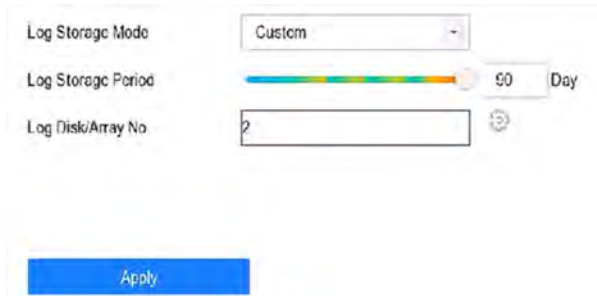 Log Storage Mode Custom
Log Storage Period 90 Day
Log Disk/Array No 2
Apply